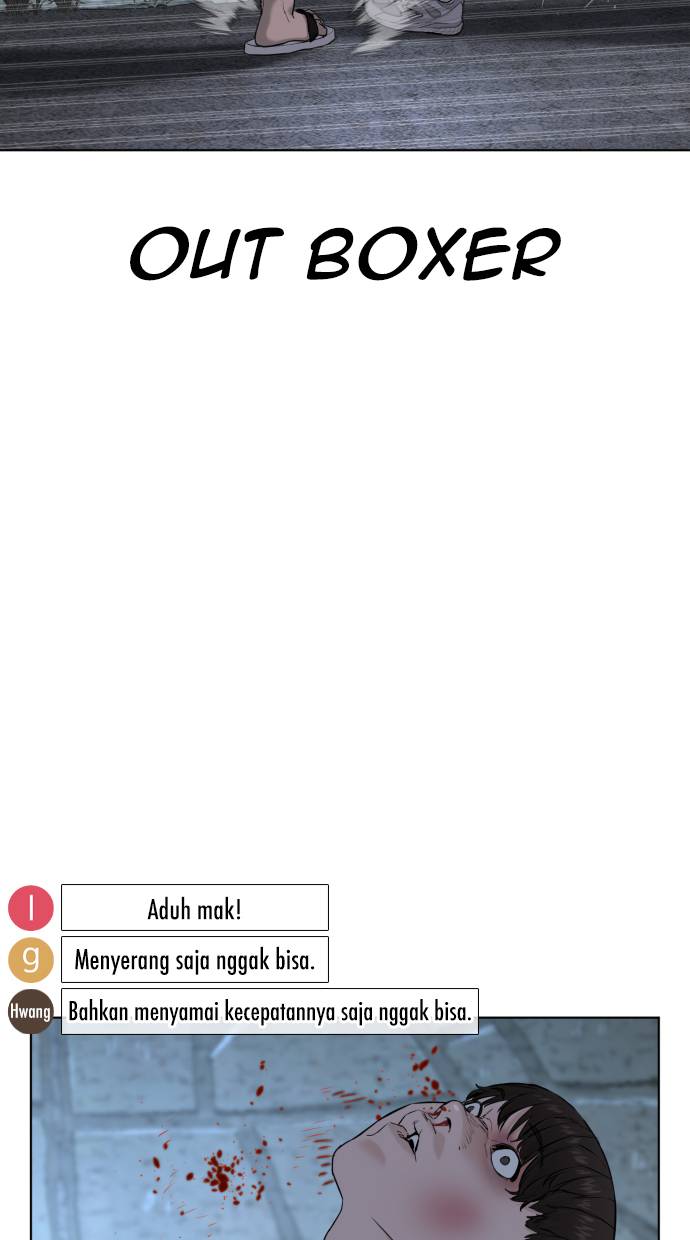 OUT BOXER
l
Aduh mak!
g
Menyerang saja nggak bisa.
Hwang
Bahkan menyamai kecepatannya saja nggak bisa.